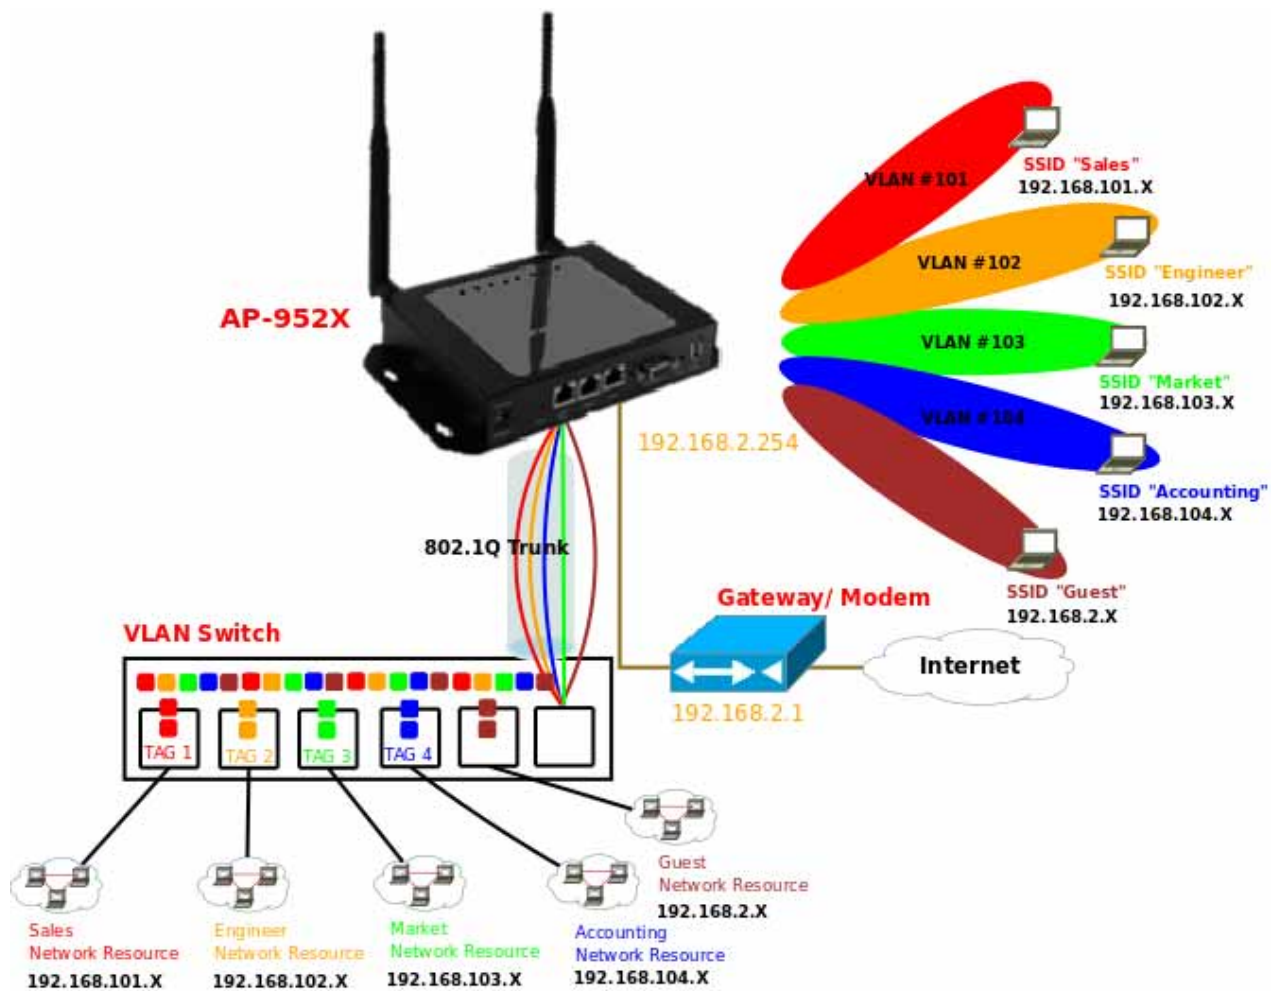 SSID "Sales"
192.168.101.X
VLAN #101
VLAN #102
SSID "Engineer"
192.168.102.X
AP-952X
VLAN #103
SSID "Market"
192.168.103.X
VLAN #104
192.168.2.254
SSID "Accounting"
192.168.104.X
802.1Q Trunk
SSID "Guest"
192.168.2.X
Gateway/ Modem
VLAN Switch
Internet
192.168.2.1
TAG 1
TAG 2
TAG 3
TAG 4
Guest
Network Resource
192.168.2.X
Sales
Network Resource
192.168.101.X
Engineer
Network Resource
192.168.102.X
Market
Network Resource
192.168.103.X
Accounting
Network Resource
192.168.104.X